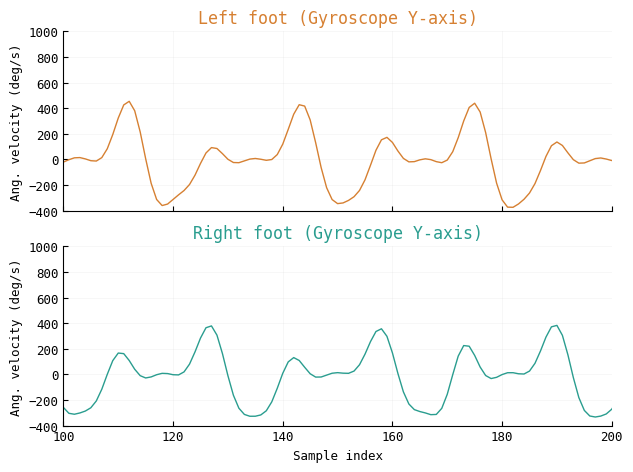 Left foot (Gyroscope Y-axis)
Ang. velocity (deg/s)
1000
800
600
400
200
0
−200
−400
Right foot (Gyroscope Y-axis)
Ang. velocity (deg/s)
1000
800
600
400
200
0
−200
−400
100 120 140 160 180 200
Sample index